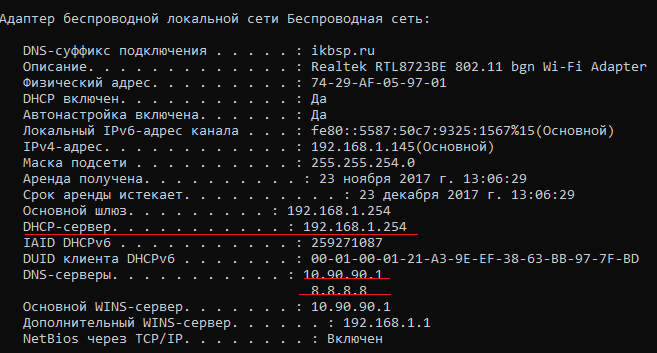 Адаптер беспроводной локальной сети Беспроводная сеть:
DNS-суффикс подключения . . . . . : ikbsp.ru
Описание. . . . . . . . . . . . . : Realtek RTL8723BE 802.11 bgn Wi-Fi Adapter
Физический адрес. . . . . . . . . : 74-29-AF-05-97-01
DHCP включен. . . . . . . . . . . : Да
Автонастройка включена. . . . . . : Да
Локальный IPv6-адрес канала . . . : fe80::5587:50c7:9325:1567%15(Основной)
IPv4-адрес. . . . . . . . . . . . : 192.168.1.145(Основной)
Маска подсети . . . . . . . . . . : 255.255.254.0
Аренда получена. . . . . . . . . . : 23 ноября 2017 г. 13:06:29
Срок аренды истекает. . . . . . . . . . : 23 декабря 2017 г. 13:06:29
Основной шлюз. . . . . . . . . : 192.168.1.254
DHCP-сервер. . . . . . . . . . . : 192.168.1.254
IAID DHCPv6 . . . . . . . . . . . : 259271087
DUID клиента DHCPv6 . . . . . . . : 00-01-00-01-21-A3-9E-EF-38-63-BB-97-7F-BD
DNS-серверы. . . . . . . . . . . : 10.90.90.1
8.8.8.8
Основной WINS-сервер. . . . . . . : 10.90.90.1
Дополнительный WINS-сервер. . . . . . : 192.168.1.1
NetBios через TCP/IP. . . . . . . : Включен